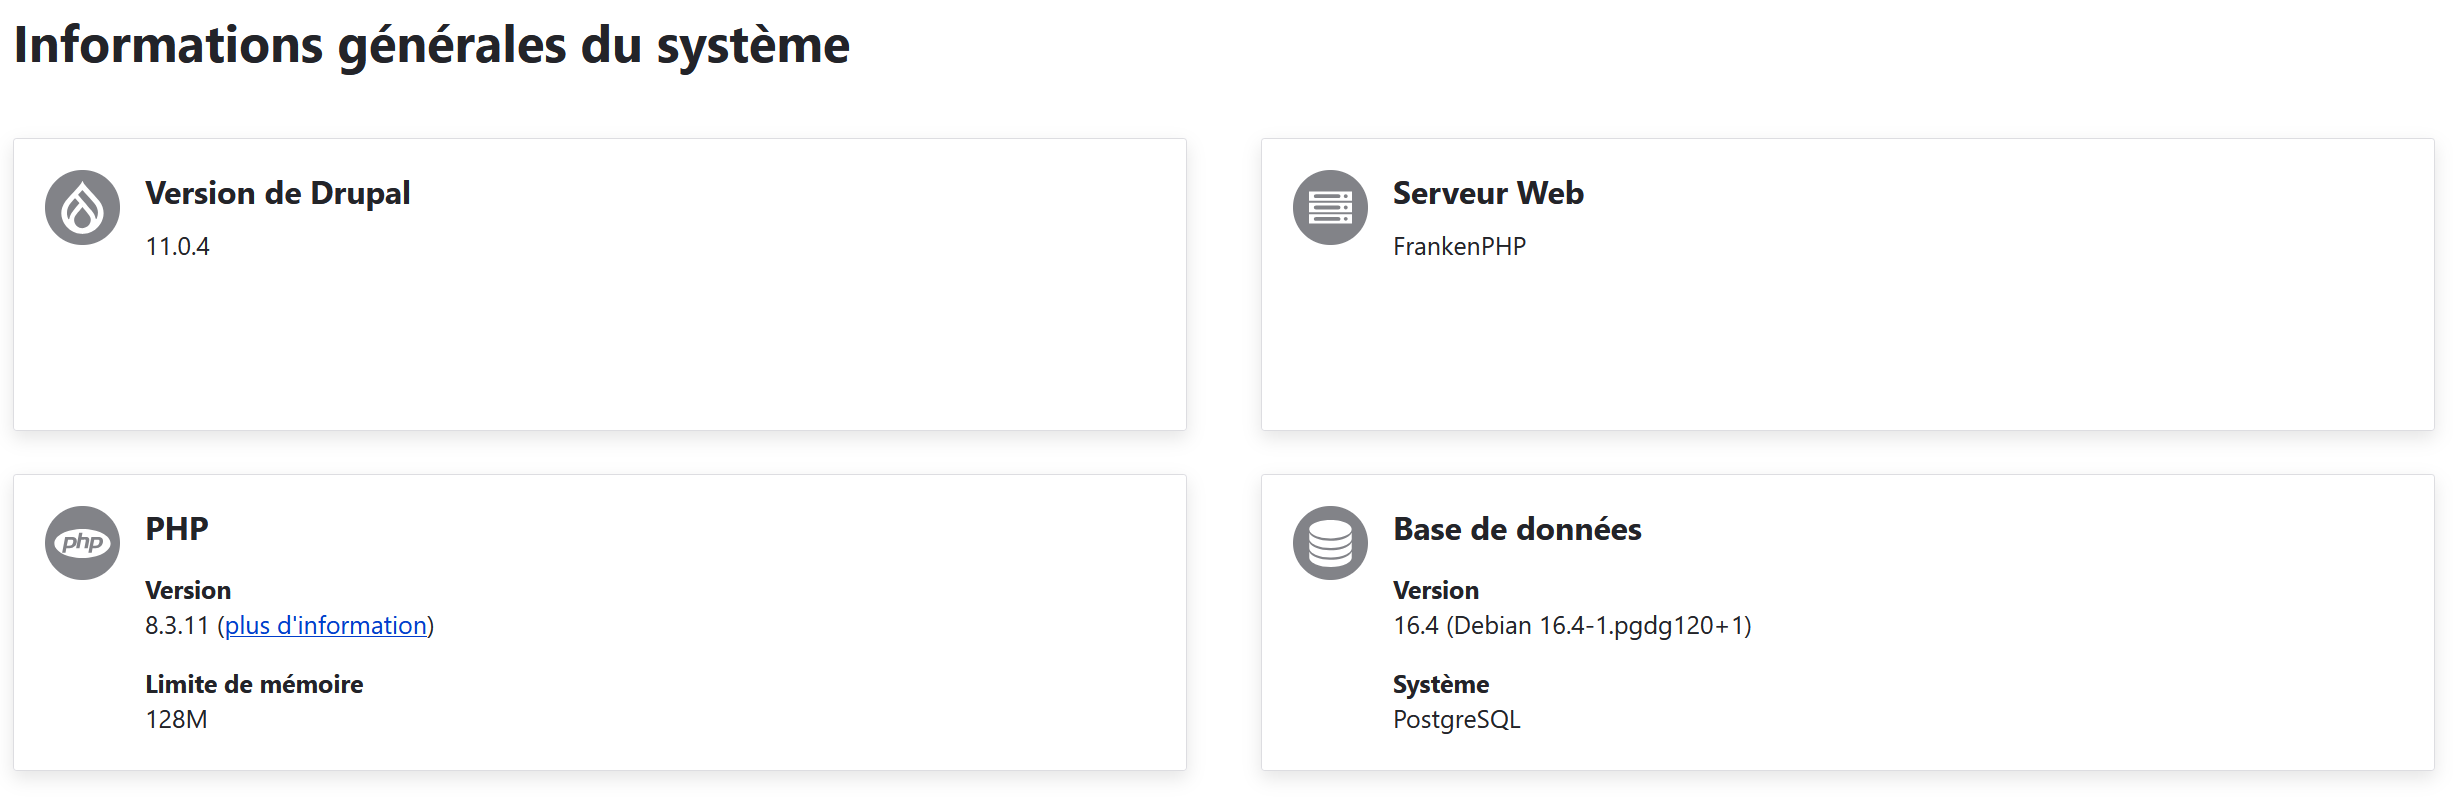 Informations générales du système
Version de Drupal
11.0.4
Serveur Web
FrankenPHP
php
PHP
Version
8.3.11 (plus d'information)
Limite de mémoire
128M
Base de données
Version
16.4 (Debian 16.4-1.pgdg120+1)
Système
PostgreSQL